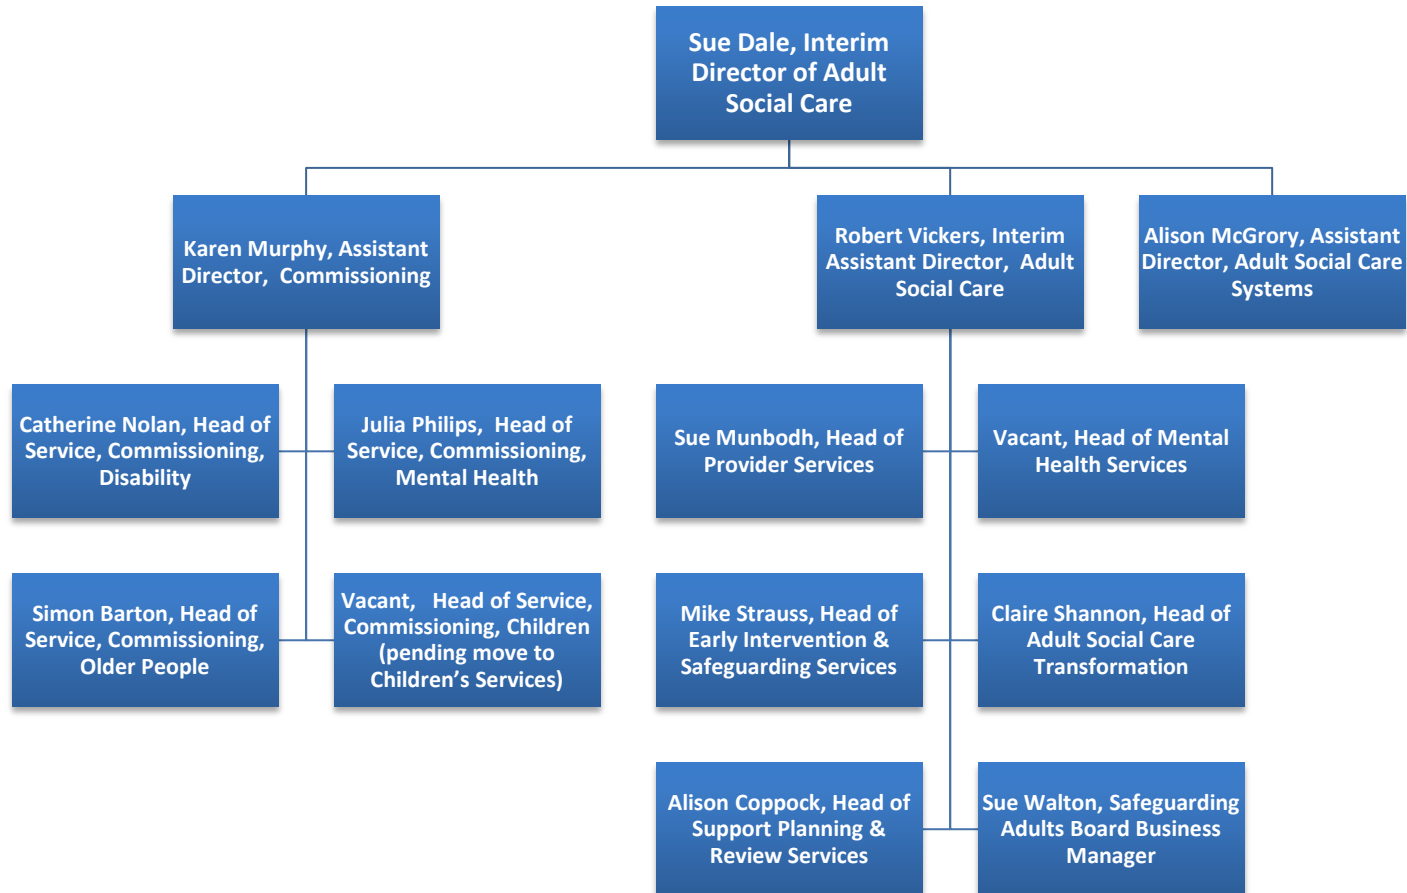 Sue Dale, Interim
Director of Adult
Social Care
Karen Murphy, Assistant
Director, Commissioning
Robert Vickers, Interim
Assistant Director, Adult
Social Care
Alison McGrory, Assistant
Director, Adult Social Care
Systems
Catherine Nolan, Head of
Service, Commissioning,
Disability
Julia Philips, Head of
Service, Commissioning,
Mental Health
Sue Munbodh, Head of
Provider Services
Vacant, Head of Mental
Health Services
Simon Barton, Head of
Service, Commissioning,
Older People
Vacant, Head of Service,
Commissioning, Children
(pending move to
Children’s Services)
Mike Strauss, Head of
Early Intervention &
Safeguarding Services
Claire Shannon, Head of
Adult Social Care
Transformation
Alison Coppock, Head of
Support Planning &
Review Services
Sue Walton, Safeguarding
Adults Board Business
Manager